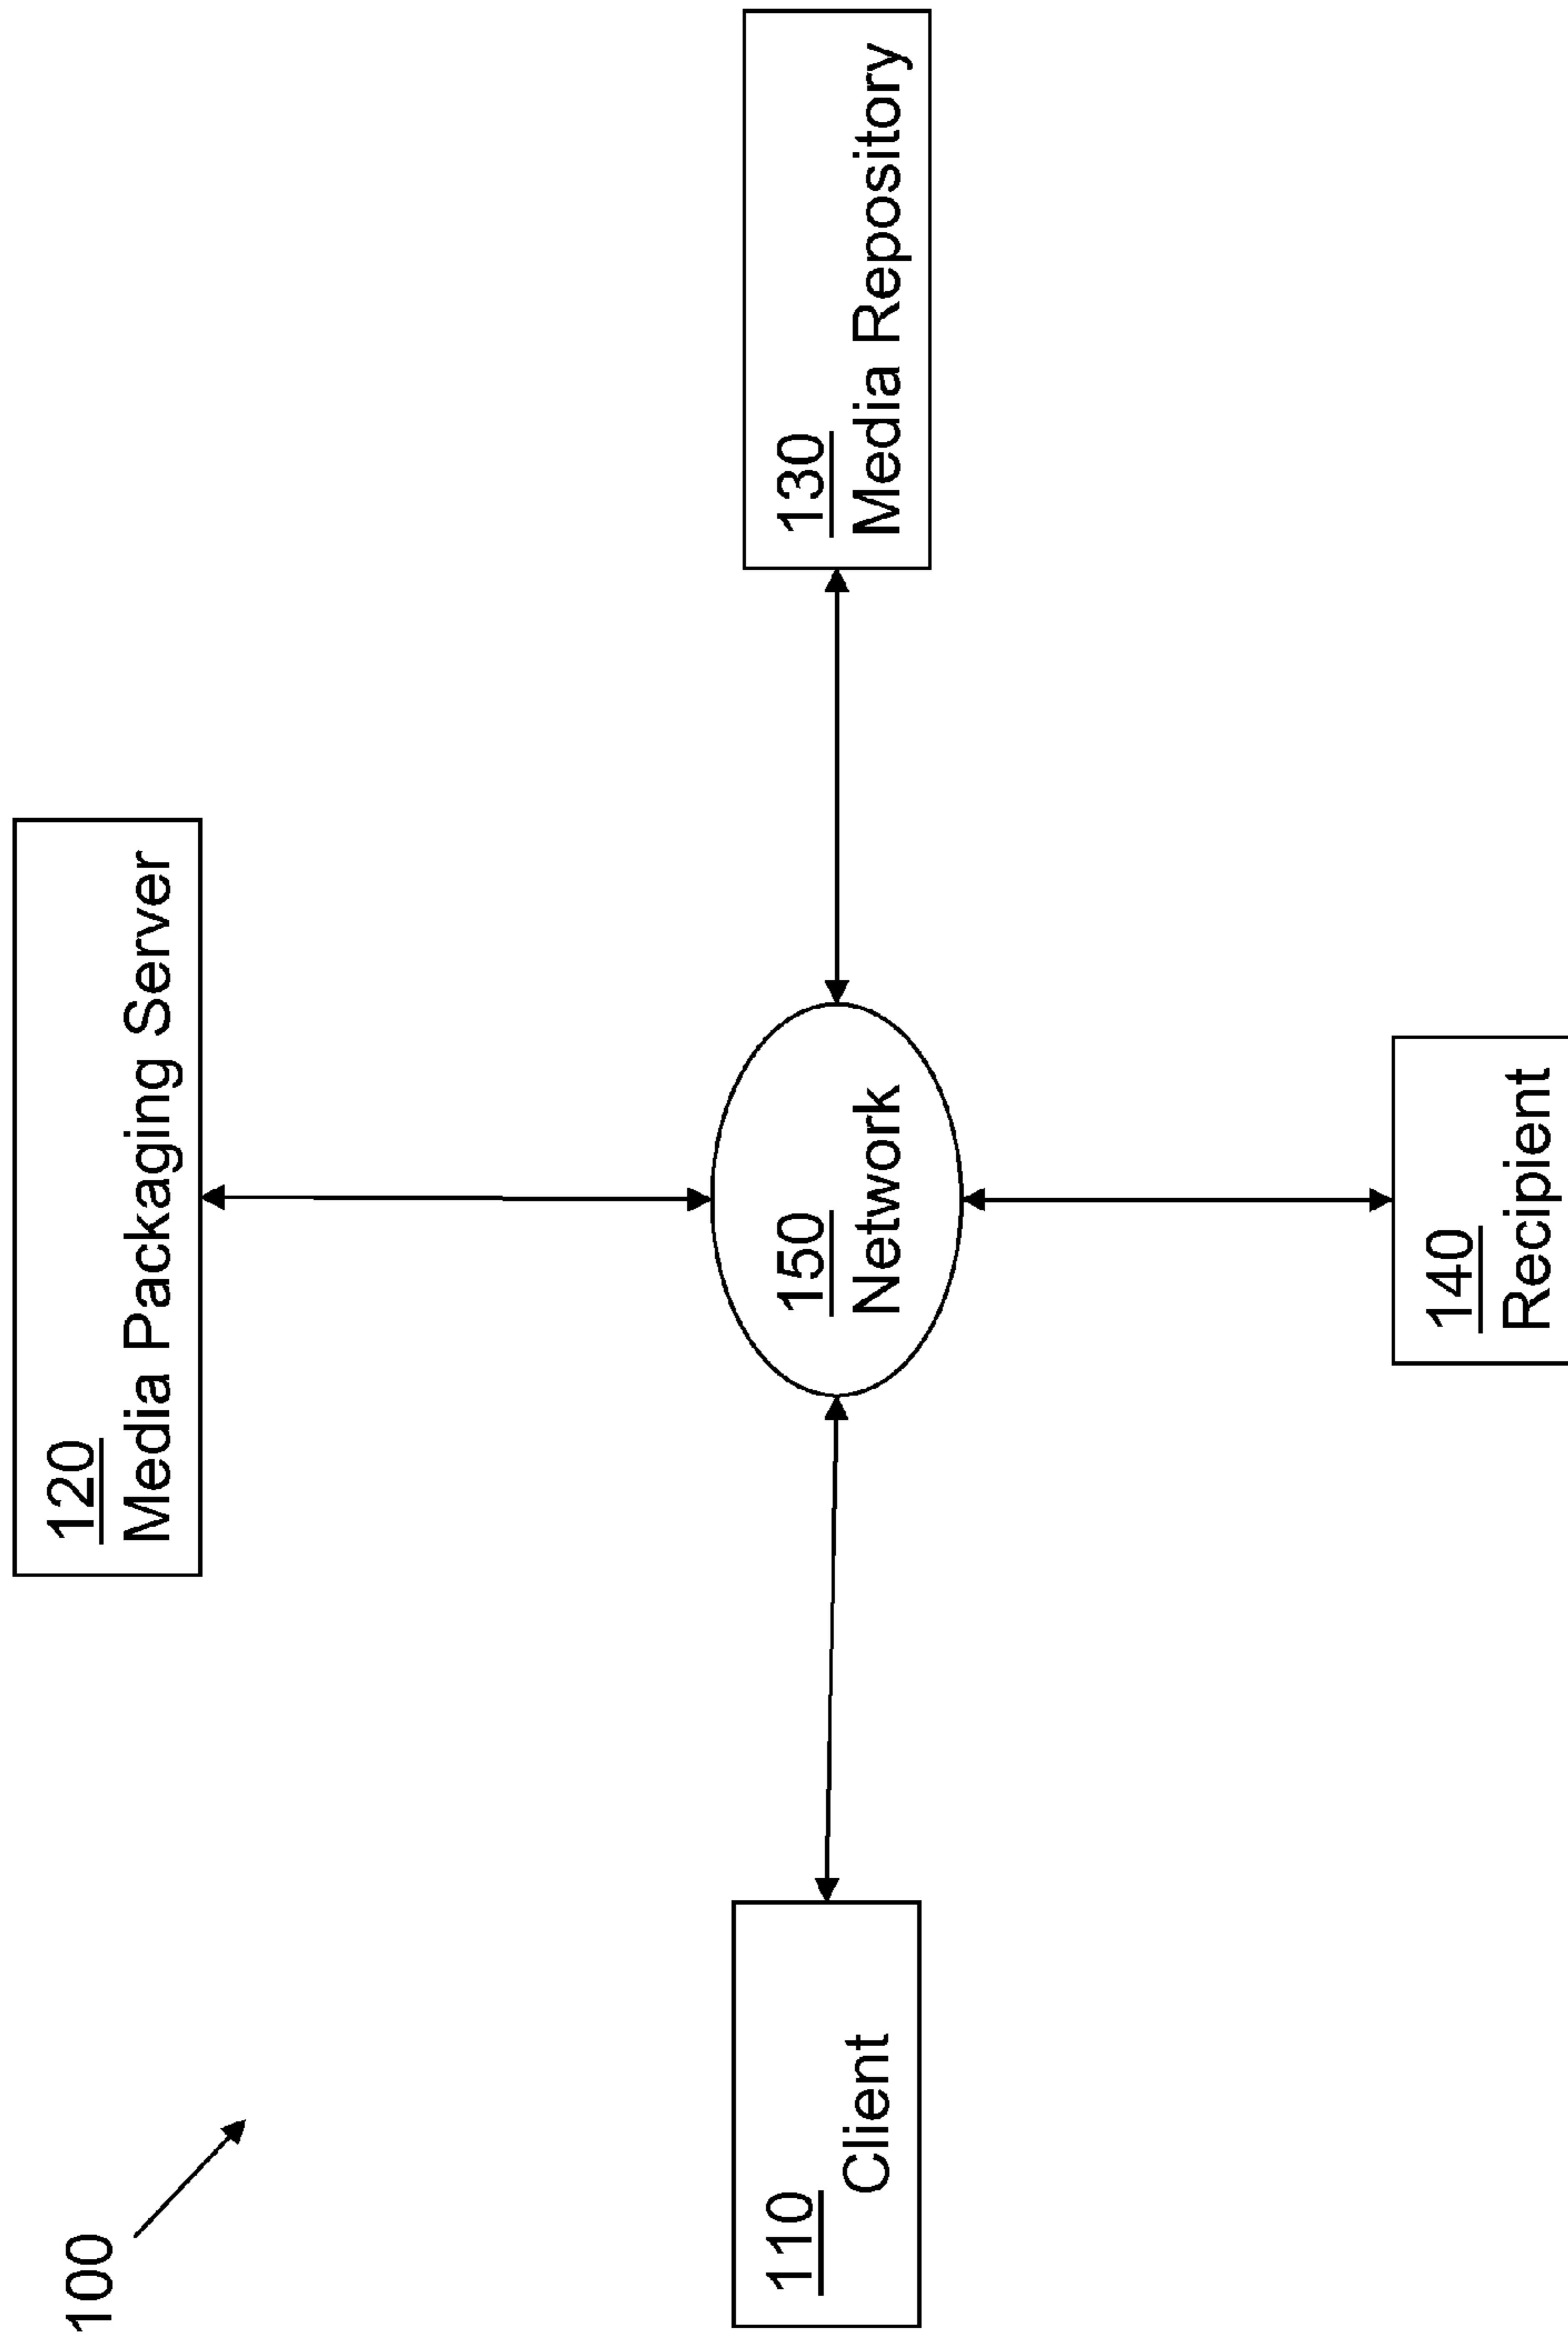 100
120
Media Packaging Server
110
Client
150
Network
130
Media Repository
140
Recipient